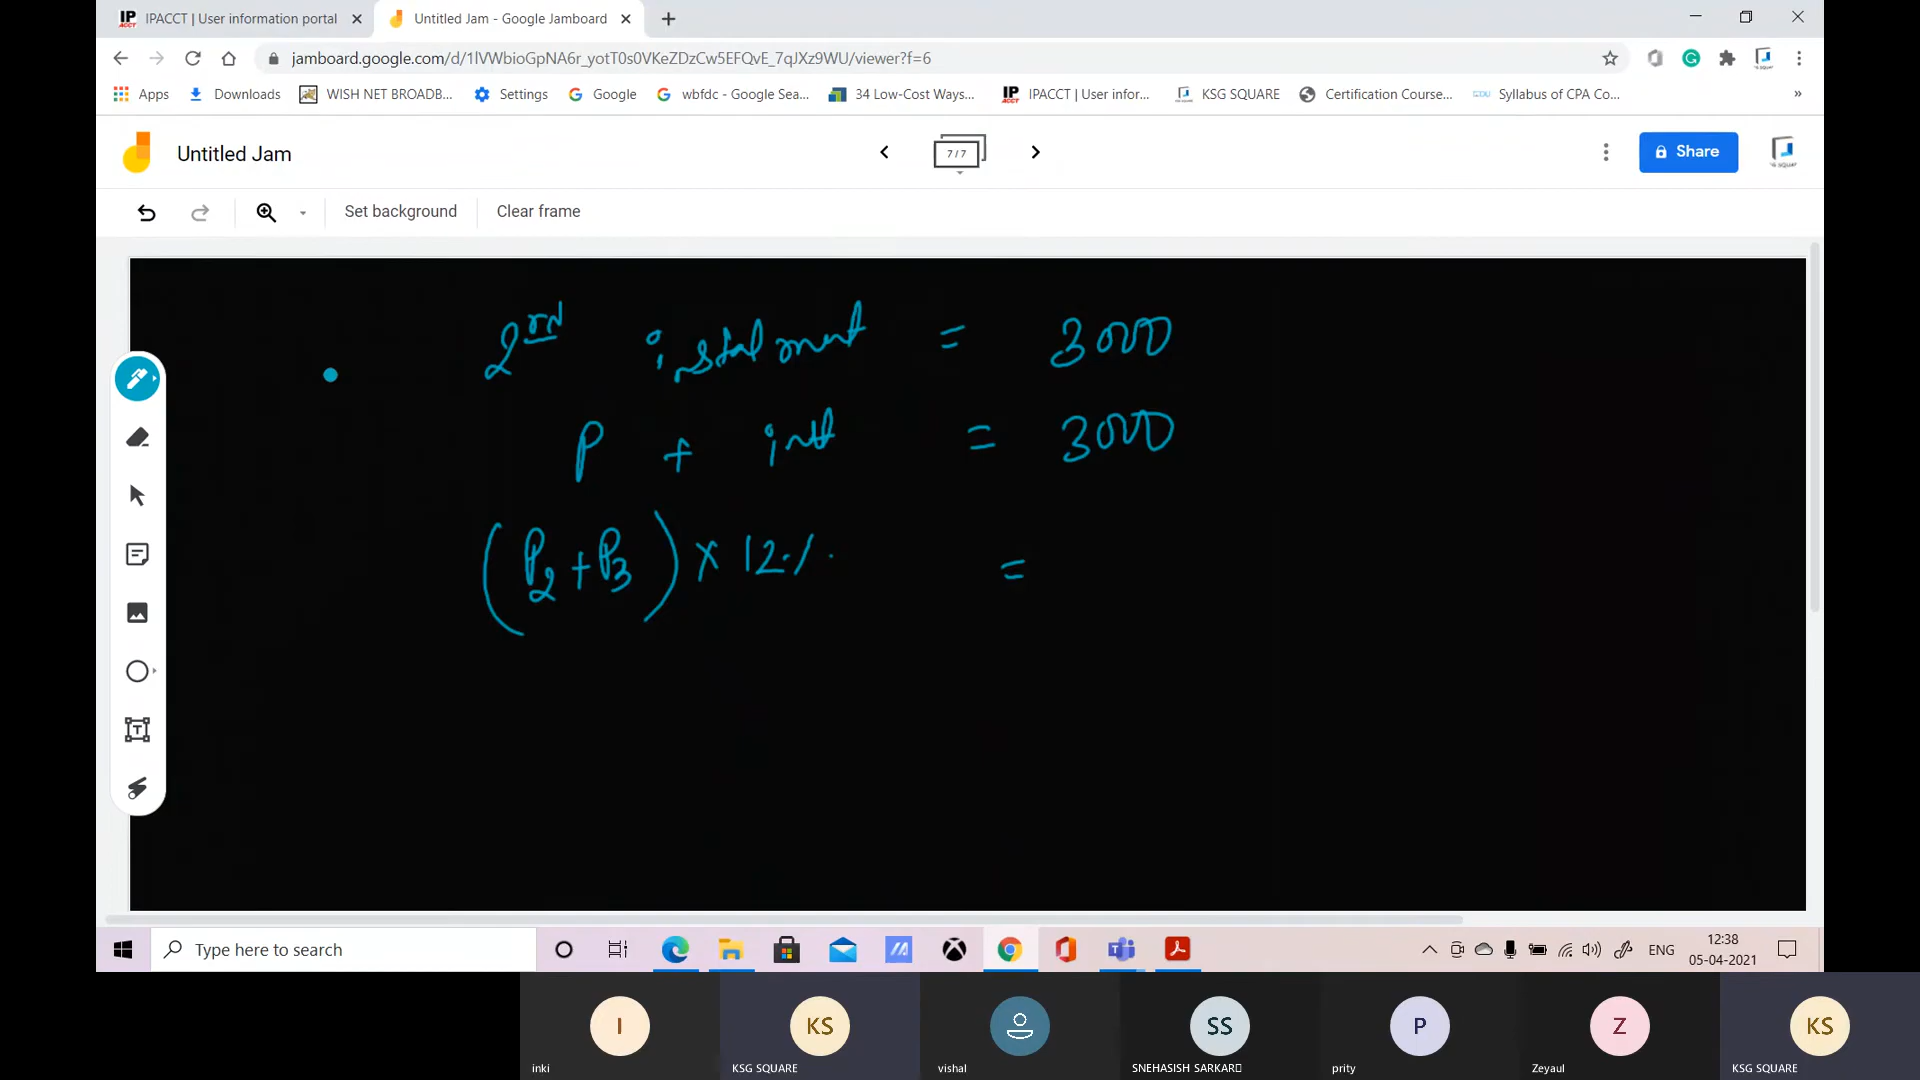 IPACCT | User information portal
Untitled Jam - Google Jamboard
jamboard.google.com/d/1lVWbioGpNA6r_yotT0s0VKeZDzCw5EFQvE_7qJXz9WU/viewer?f=6
Apps Downloads WISH NET BROADB... Settings Google wbfdc - Google Sea... 34 Low-Cost Ways... IPACCT | User infor... KSG SQUARE Certification Course... Syllabus of CPA Co... »
Untitled Jam 7 / 7 Share
Set background Clear frame
2nd instalment = 3000
P + int = 3000
(P2+P3) x 12% =
Type here to search ENG 12:38
05-04-2021
I KS SS P Z KS
inki KSG SQUARE vishal SNEHASISH SARKAR prity Zeyaul KSG SQUARE